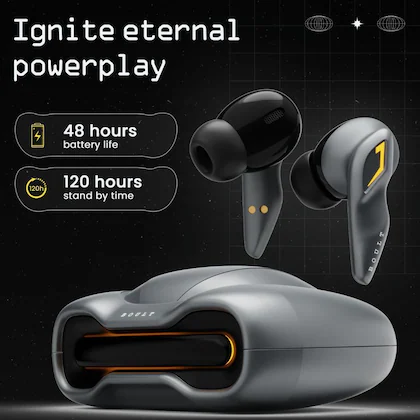 Ignite eternal
powerplay
48 hours
battery life
120h
120 hours
stand by time
BOULT
BOULT